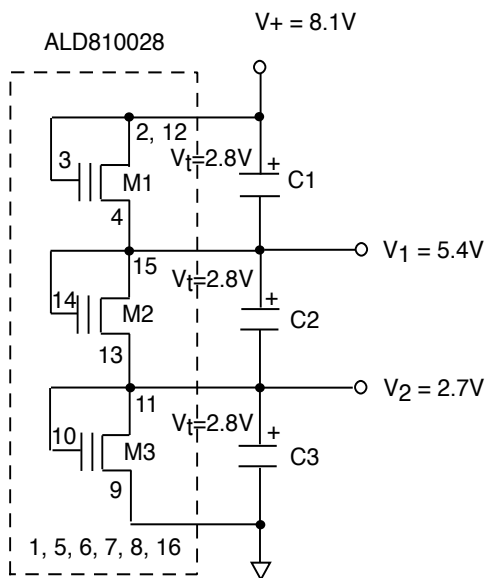 V+ = 8.1V
ALD810028
2, 12
3
Vt=2.8V
+
M1
C1
4
15
V1 = 5.4V
Vt=2.8V
+
14
M2
C2
13
11
V2 = 2.7V
Vt=2.8V
+
10
M3
C3
9
1, 5, 6, 7, 8, 16